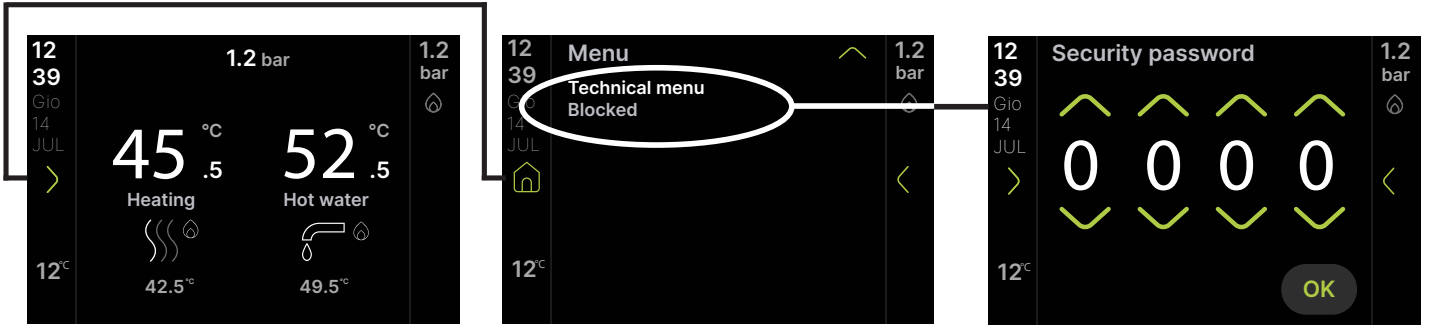 12
39
Gio
14
JUL
12°C
1.2 bar
45.5 °C
Heating
42.5°C
52.5 °C
Hot water
49.5°C
1.2
bar
12
39
Gio
14
JUL
12°C
Menu
Technical menu
Blocked
1.2
bar
12
39
Gio
14
JUL
12°C
Security password
0 0 0 0
OK
1.2
bar